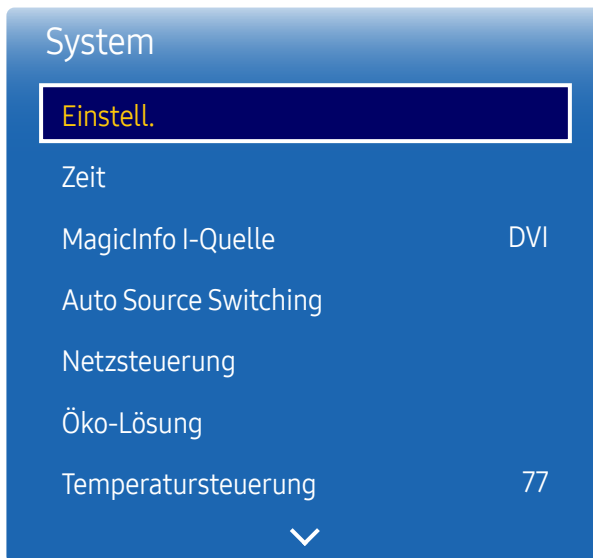 System
Einstell.
Zeit
MagicInfo I-Quelle DVI
Auto Source Switching
Netzsteuerung
Öko-Lösung
Temperatursteuerung 77